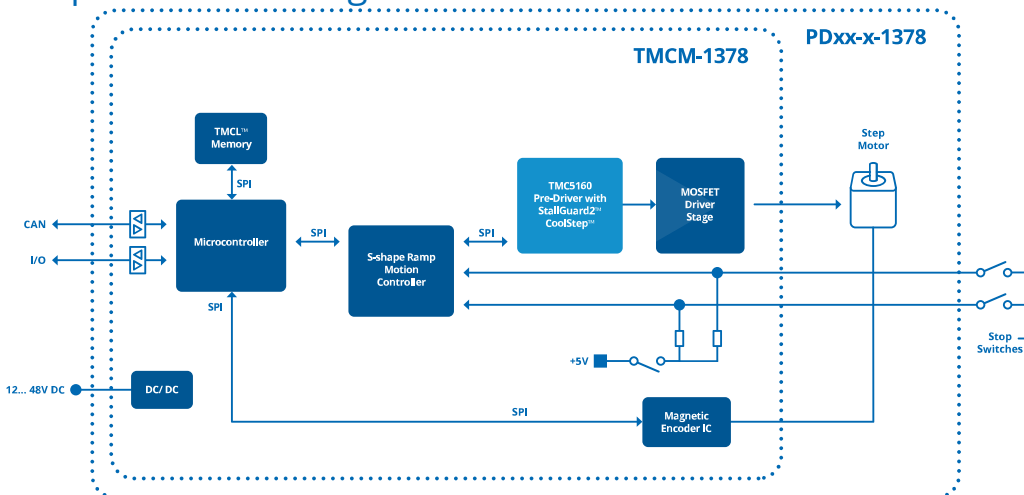 PDxx-x-1378
TMCM-1378
TMCL™
Memory
SPI
Step
Motor
TMC5160
Pre-Driver with
StallGuard2™
CoolStep™
MOSFET
Driver
Stage
CAN
I/O
Microcontroller
SPI
S-shape Ramp
Motion
Controller
SPI
SPI
Stop
Switches
+5V
12... 48V DC
DC/ DC
SPI
Magnetic
Encoder IC